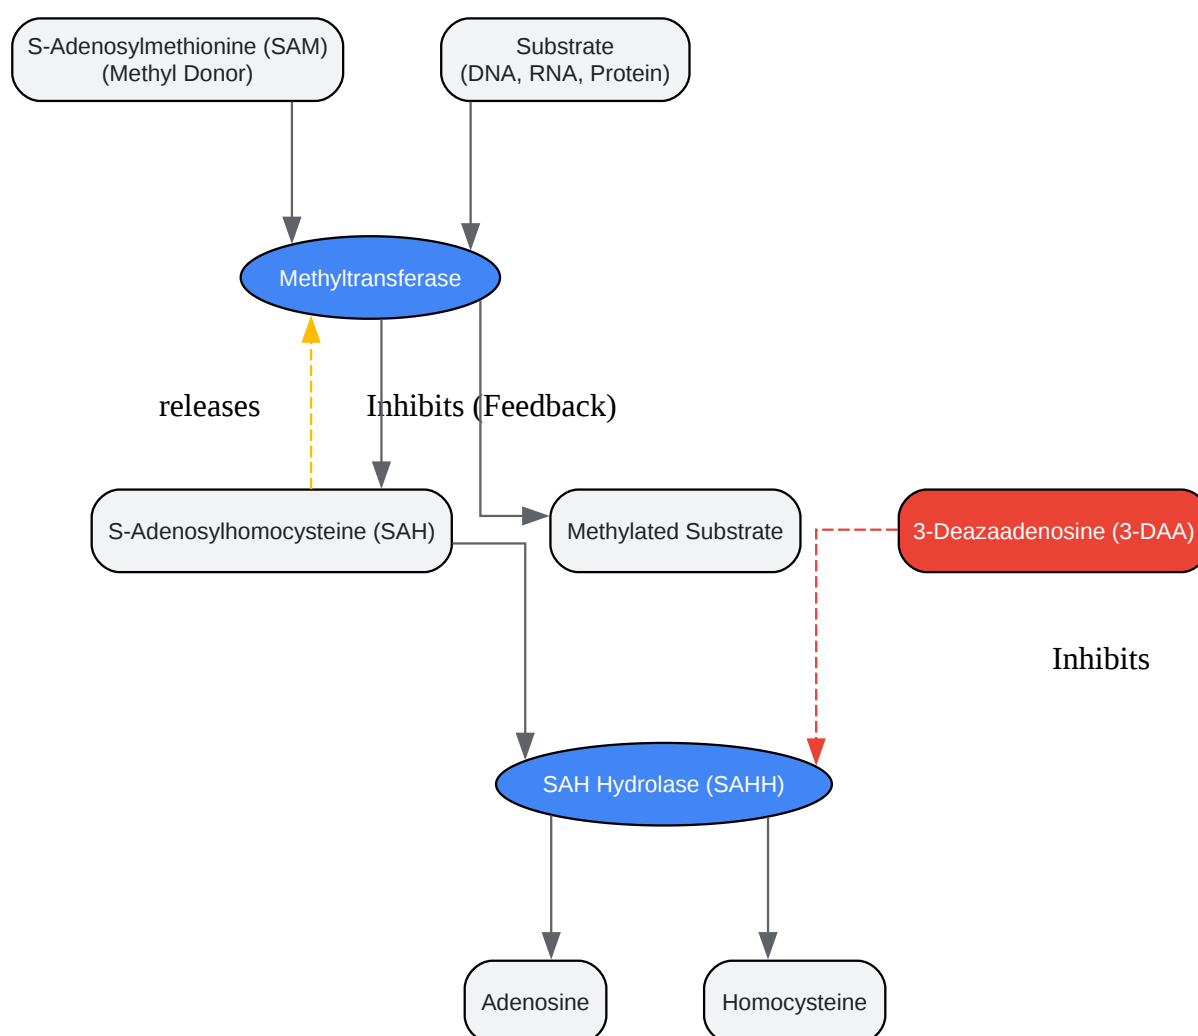 S-Adenosylmethionine (SAM)
(Methyl Donor)
Substrate
(DNA, RNA, Protein)
Methyltransferase
releases
Inhibits (Feedback)
S-Adenosylhomocysteine (SAH)
Methylated Substrate
3-Deazaadenosine (3-DAA)
Inhibits
SAH Hydrolase (SAHH)
Adenosine
Homocysteine